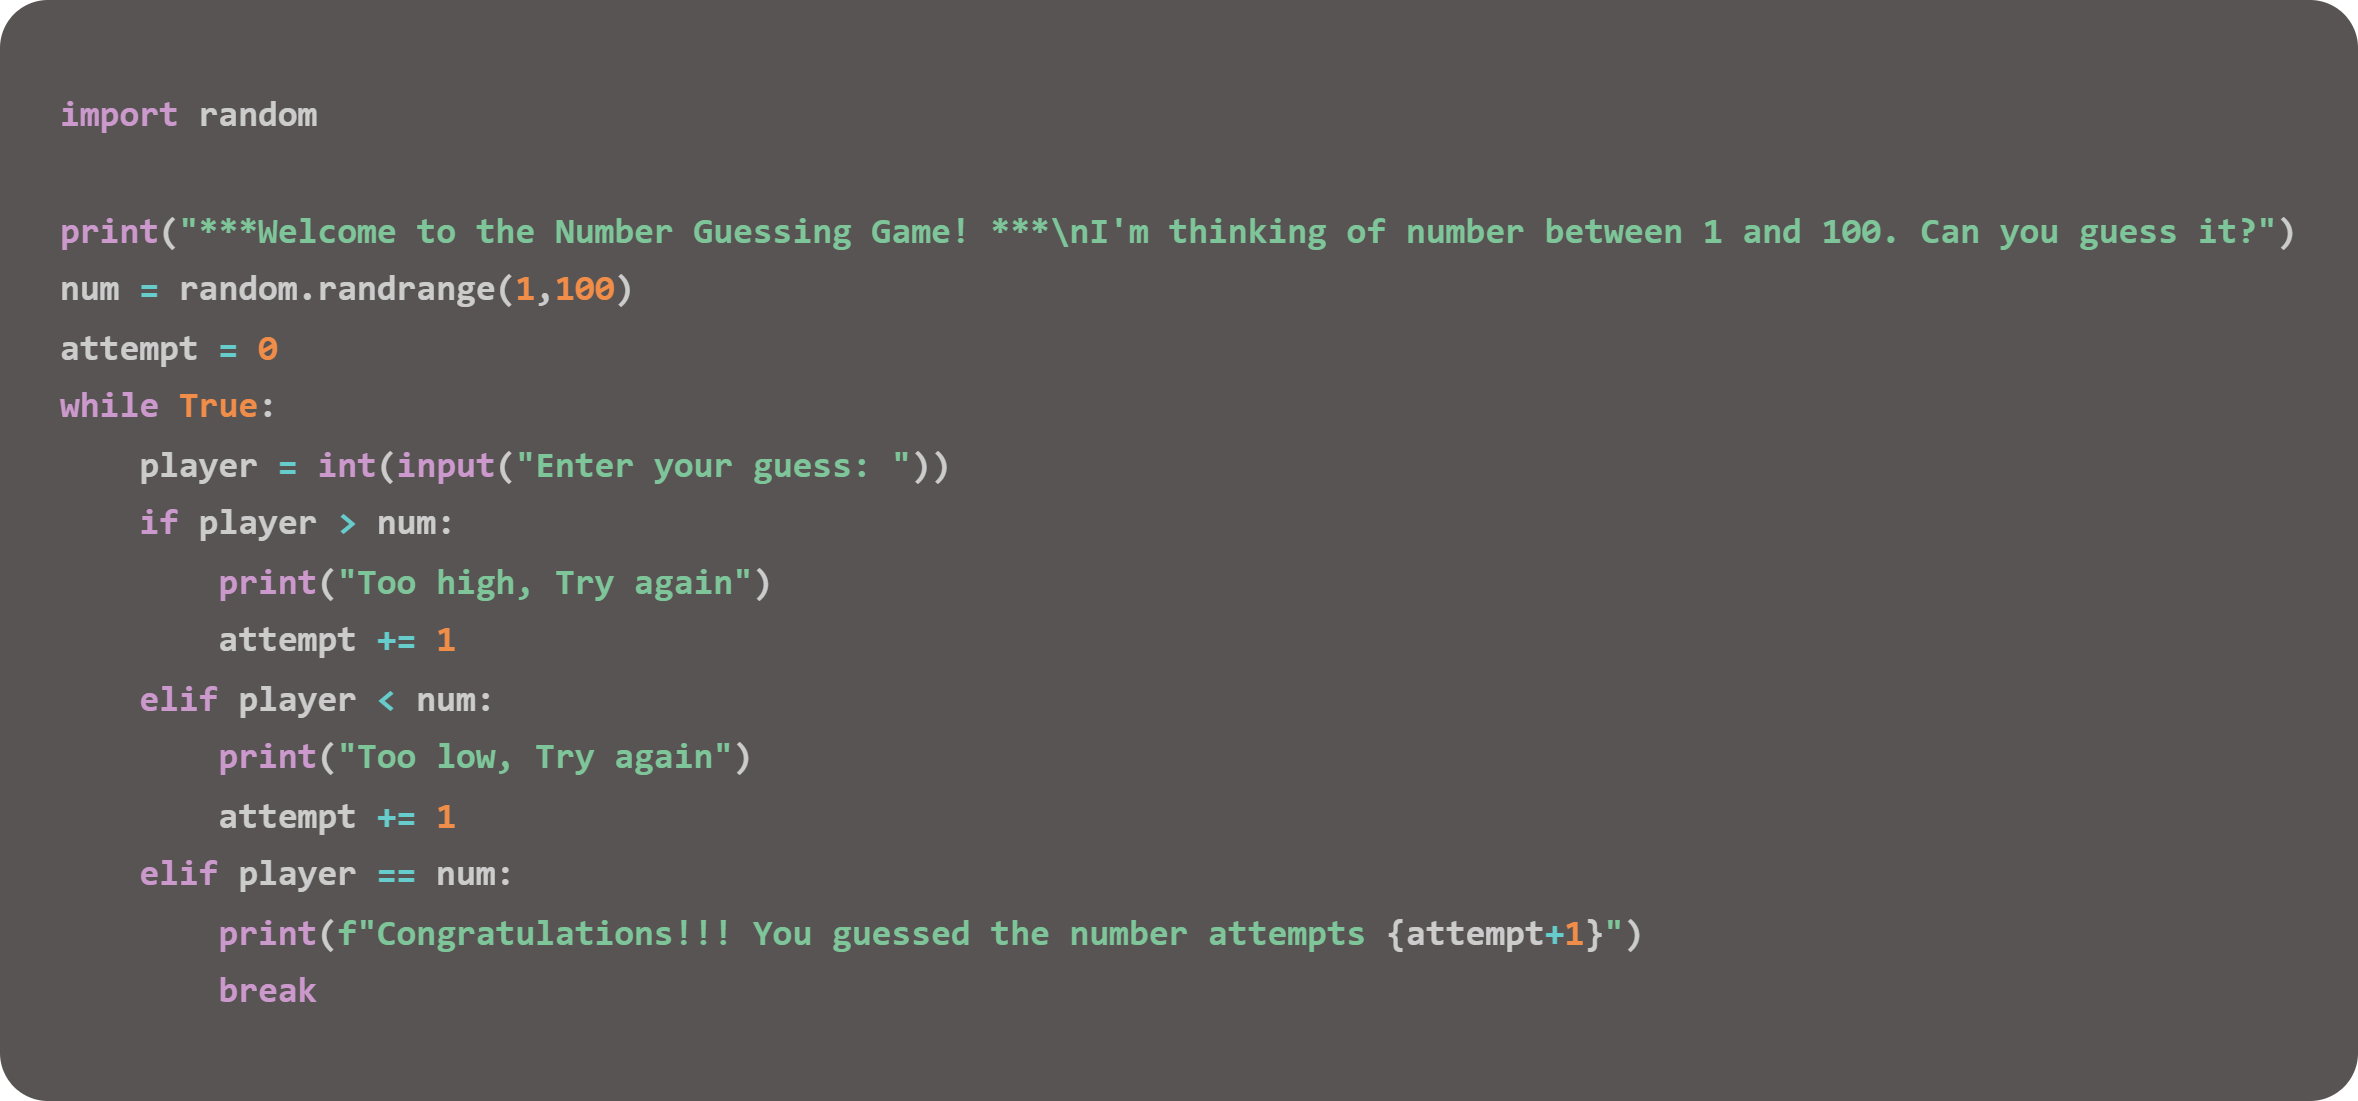 import random

print("***Welcome to the Number Guessing Game! ***\nI'm thinking of number between 1 and 100. Can you guess it?")
num = random.randrange(1,100)
attempt = 0
while True:
    player = int(input("Enter your guess: "))
    if player > num:
        print("Too high, Try again")
        attempt += 1
    elif player < num:
        print("Too low, Try again")
        attempt += 1
    elif player == num:
        print(f"Congratulations!!! You guessed the number attempts {attempt+1}")
        break